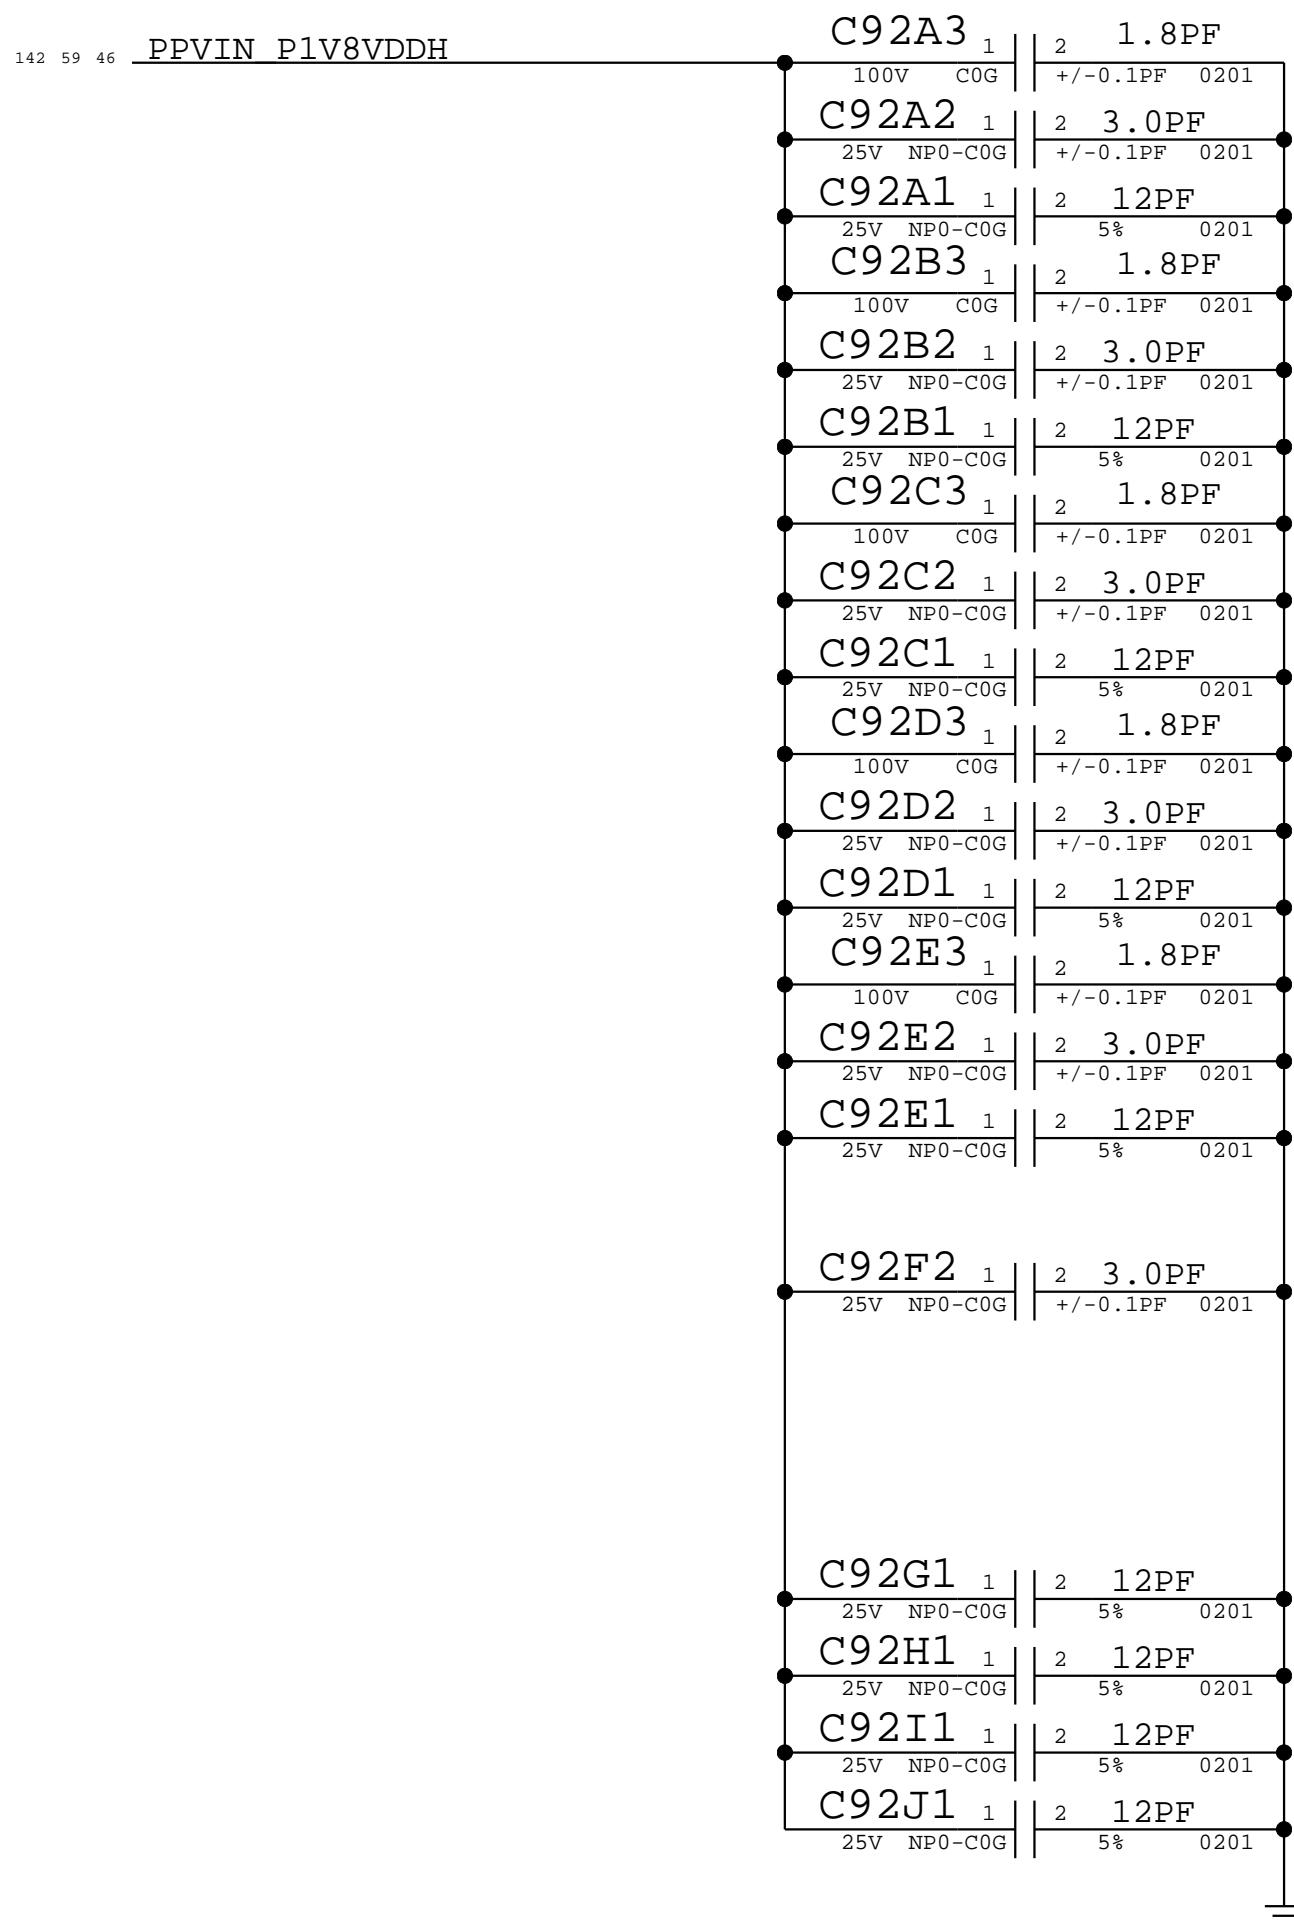 142 59 46 PPVIN_P1V8VDDH
C92A3 1 2 1.8PF
100V C0G +/-0.1PF 0201
C92A2 1 2 3.0PF
25V NP0-C0G +/-0.1PF 0201
C92A1 1 2 12PF
25V NP0-C0G 5% 0201
C92B3 1 2 1.8PF
100V C0G +/-0.1PF 0201
C92B2 1 2 3.0PF
25V NP0-C0G +/-0.1PF 0201
C92B1 1 2 12PF
25V NP0-C0G 5% 0201
C92C3 1 2 1.8PF
100V C0G +/-0.1PF 0201
C92C2 1 2 3.0PF
25V NP0-C0G +/-0.1PF 0201
C92C1 1 2 12PF
25V NP0-C0G 5% 0201
C92D3 1 2 1.8PF
100V C0G +/-0.1PF 0201
C92D2 1 2 3.0PF
25V NP0-C0G +/-0.1PF 0201
C92D1 1 2 12PF
25V NP0-C0G 5% 0201
C92E3 1 2 1.8PF
100V C0G +/-0.1PF 0201
C92E2 1 2 3.0PF
25V NP0-C0G +/-0.1PF 0201
C92E1 1 2 12PF
25V NP0-C0G 5% 0201
C92F2 1 2 3.0PF
25V NP0-C0G +/-0.1PF 0201
C92G1 1 2 12PF
25V NP0-C0G 5% 0201
C92H1 1 2 12PF
25V NP0-C0G 5% 0201
C92I1 1 2 12PF
25V NP0-C0G 5% 0201
C92J1 1 2 12PF
25V NP0-C0G 5% 0201